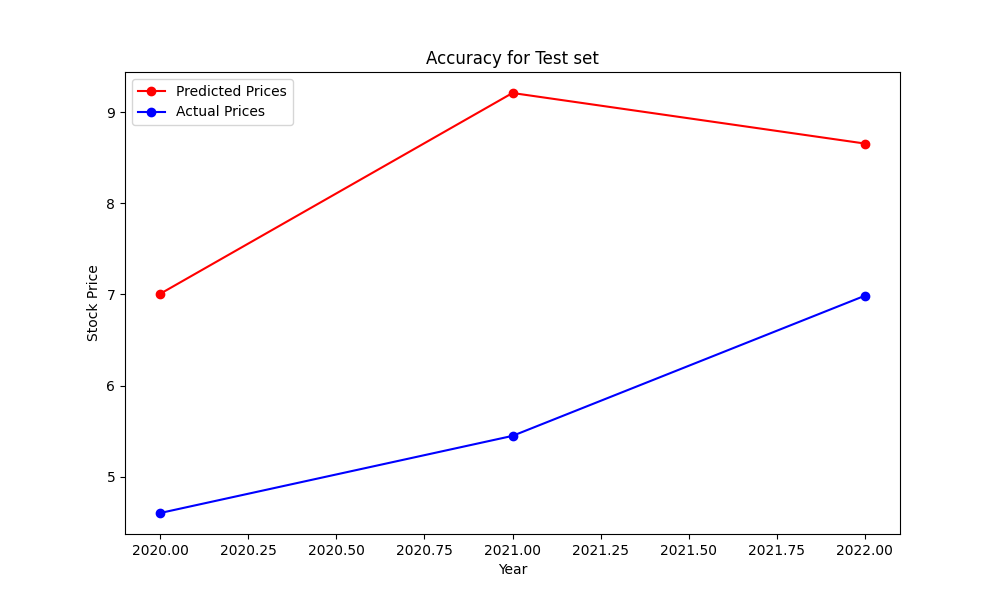 Accuracy for Test set
Predicted Prices
Actual Prices
9
8
7
6
5
Stock Price
2020.00 2020.25 2020.50 2020.75 2021.00 2021.25 2021.50 2021.75 2022.00
Year